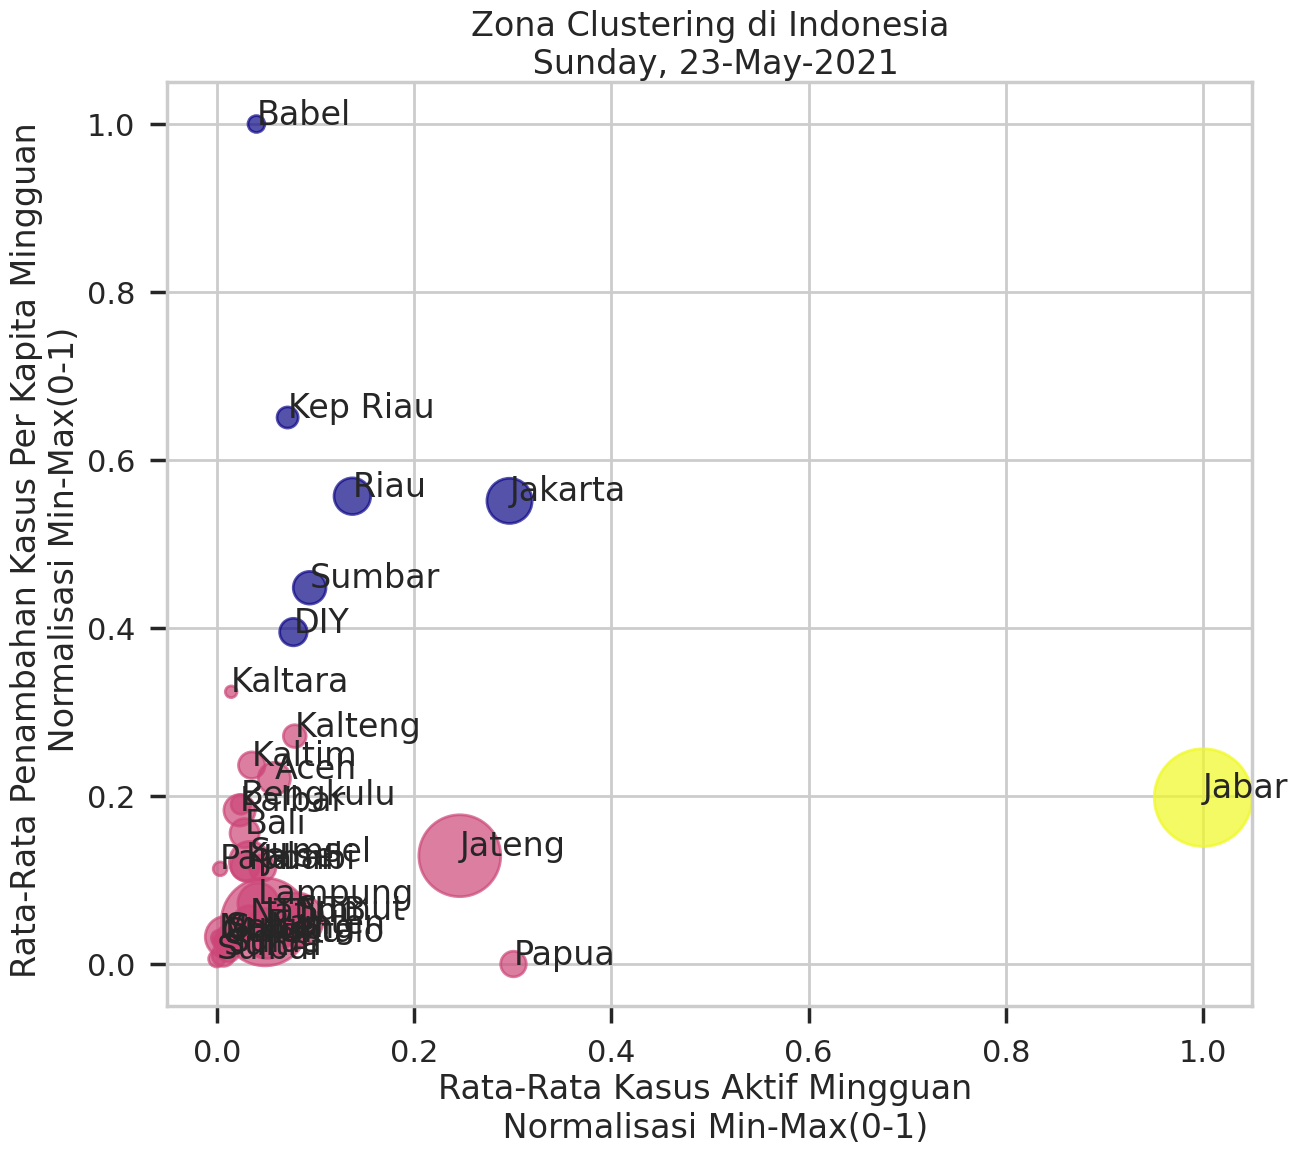 Zona Clustering di Indonesia
Sunday, 23-May-2021
Rata-Rata Penambahan Kasus Per Kapita Mingguan
Normalisasi Min-Max(0-1)
1.0
0.8
0.6
0.4
0.2
0.0
Babel
Kep Riau
Riau
Jakarta
Sumbar
DIY
Kaltara
Kalteng
Kaltim
Aceh
Bengkulu
Kalbar
Jabar
Bali
Sumsel
Jateng
Lampung
Papua
Sulbar
0.0
0.2
0.4
0.6
0.8
1.0
Rata-Rata Kasus Aktif Mingguan
Normalisasi Min-Max(0-1)